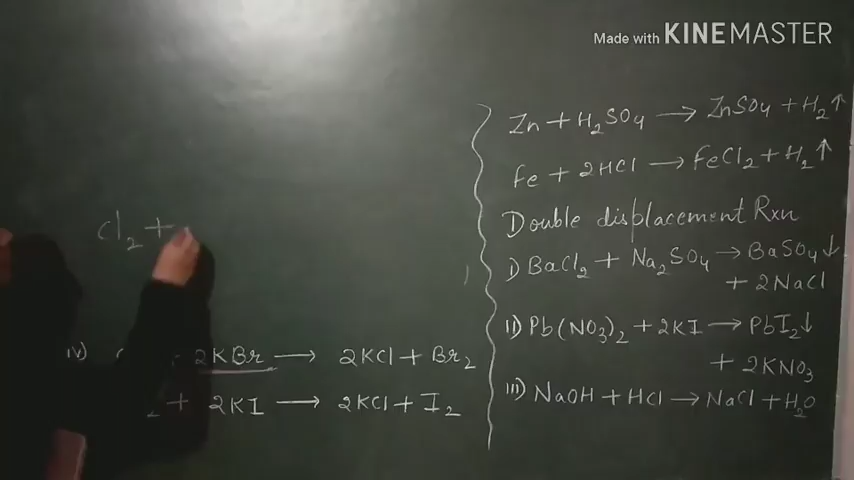 Made with KINEMASTER
Cl₂ +
iv) + 2KBr → 2KCl + Br₂
₂ + 2KI → 2KCl + I₂
Zn + H₂SO₄ → ZnSO₄ + H₂↑
Fe + 2HCl → FeCl₂ + H₂↑
Double displacement Rxn
i) BaCl₂ + Na₂SO₄ → BaSO₄↓
+ 2NaCl
ii) Pb(NO₃)₂ + 2KI → PbI₂↓
+ 2KNO₃
iii) NaOH + HCl → NaCl + H₂O